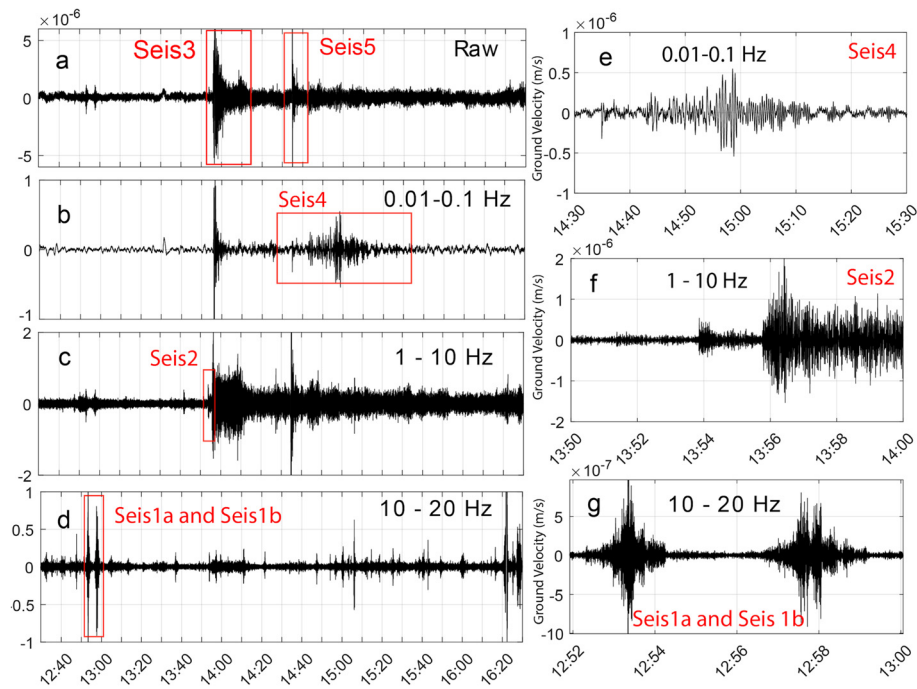 × 10⁻⁶
a
Seis3
Seis5
Raw
5
0
-5
b
Seis4
0.01-0.1 Hz
1
0
-1
c
Seis2
1 - 10 Hz
2
0
-2
d
Seis1a and Seis1b
10 - 20 Hz
1
0.5
0
-0.5
-1
12:40 13:00 13:20 13:40 14:00 14:20 14:40 15:00 15:20 15:40 16:00 16:20
× 10⁻⁶
e
0.01-0.1 Hz
Seis4
Ground Velocity (m/s)
1
0.5
0
-0.5
-1
14:30 14:40 14:50 15:00 15:10 15:20 15:30
× 10⁻⁶
f
1 - 10 Hz
Seis2
Ground Velocity (m/s)
2
1
0
-1
-2
13:50 13:52 13:54 13:56 13:58 14:00
× 10⁻⁷
g
10 - 20 Hz
Ground Velocity (m/s)
10
5
0
-5
-10
Seis1a and Seis 1b
12:52 12:54 12:56 12:58 13:00